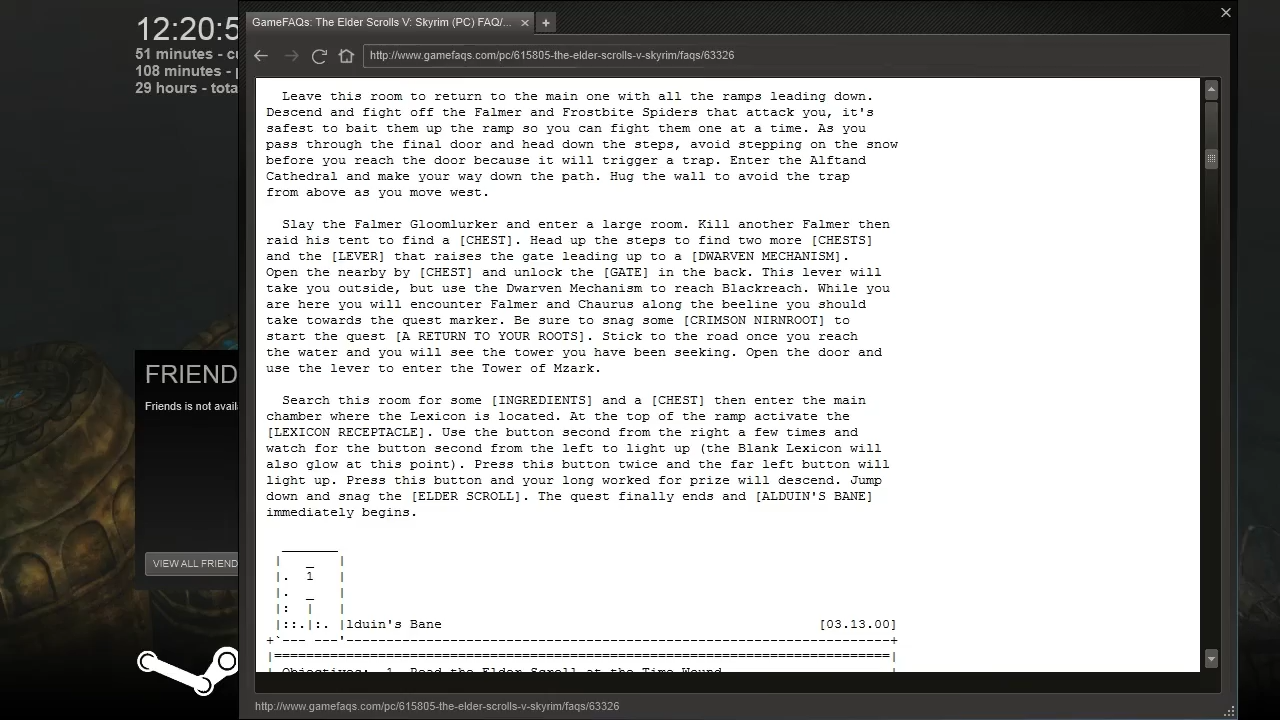 12:20:5
51 minutes - cu
108 minutes - p
29 hours - tota
FRIEND
Friends is not avail
VIEW ALL FRIEND
GameFAQs: The Elder Scrolls V: Skyrim (PC) FAQ/...
http://www.gamefaqs.com/pc/615805-the-elder-scrolls-v-skyrim/faqs/63326
Leave this room to return to the main one with all the ramps leading down.
Descend and fight off the Falmer and Frostbite Spiders that attack you, it's
safest to bait them up the ramp so you can fight them one at a time. As you
pass through the final door and head down the steps, avoid stepping on the snow
before you reach the door because it will trigger a trap. Enter the Alftand
Cathedral and make your way down the path. Hug the wall to avoid the trap
from above as you move west.
Slay the Falmer Gloomlurker and enter a large room. Kill another Falmer then
raid his tent to find a [CHEST]. Head up the steps to find two more [CHESTS]
and the [LEVER] that raises the gate leading up to a [DWARVEN MECHANISM].
Open the nearby by [CHEST] and unlock the [GATE] in the back. This lever will
take you outside, but use the Dwarven Mechanism to reach Blackreach. While you
are here you will encounter Falmer and Chaurus along the beeline you should
take towards the quest marker. Be sure to snag some [CRIMSON NIRNROOT] to
start the quest [A RETURN TO YOUR ROOTS]. Stick to the road once you reach
the water and you will see the tower you have been seeking. Open the door and
use the lever to enter the Tower of Mzark.
Search this room for some [INGREDIENTS] and a [CHEST] then enter the main
chamber where the Lexicon is located. At the top of the ramp activate the
[LEXICON RECEPTACLE]. Use the button second from the right a few times and
watch for the button second from the left to light up (the Blank Lexicon will
also glow at this point). Press this button twice and the far left button will
light up. Press this button and your long worked for prize will descend. Jump
down and snag the [ELDER SCROLL]. The quest finally ends and [ALDUIN'S BANE]
immediately begins.
lduin's Bane [03.13.00]
Objectives: 1. Read the Elder Scroll at the Time Wound
http://www.gamefaqs.com/pc/615805-the-elder-scrolls-v-skyrim/faqs/63326